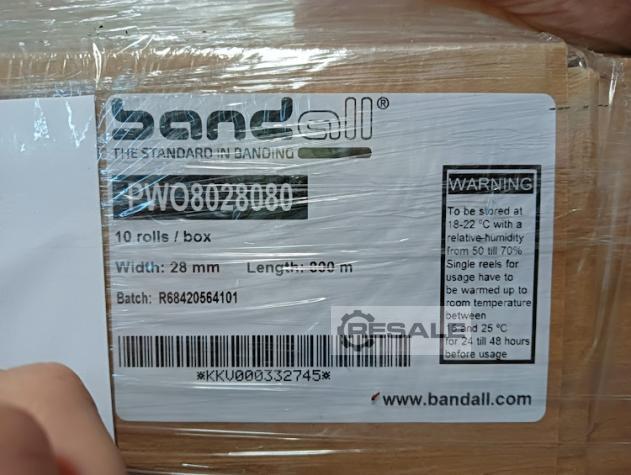 bandall®
THE STANDARD IN BANDING
PWO8028080
10 rolls / box
Width: 28 mm Length: 800 m
Batch: R68420564101
*KKV000332745*
WARNING
To be stored at
18-22 °C with a
relative humidity
from 50 till 70%
Single reels for
usage have to
be warmed up to
room temperature
between
15 and 25 °C
for 24 till 48 hours
before usage
RESALE
www.bandall.com